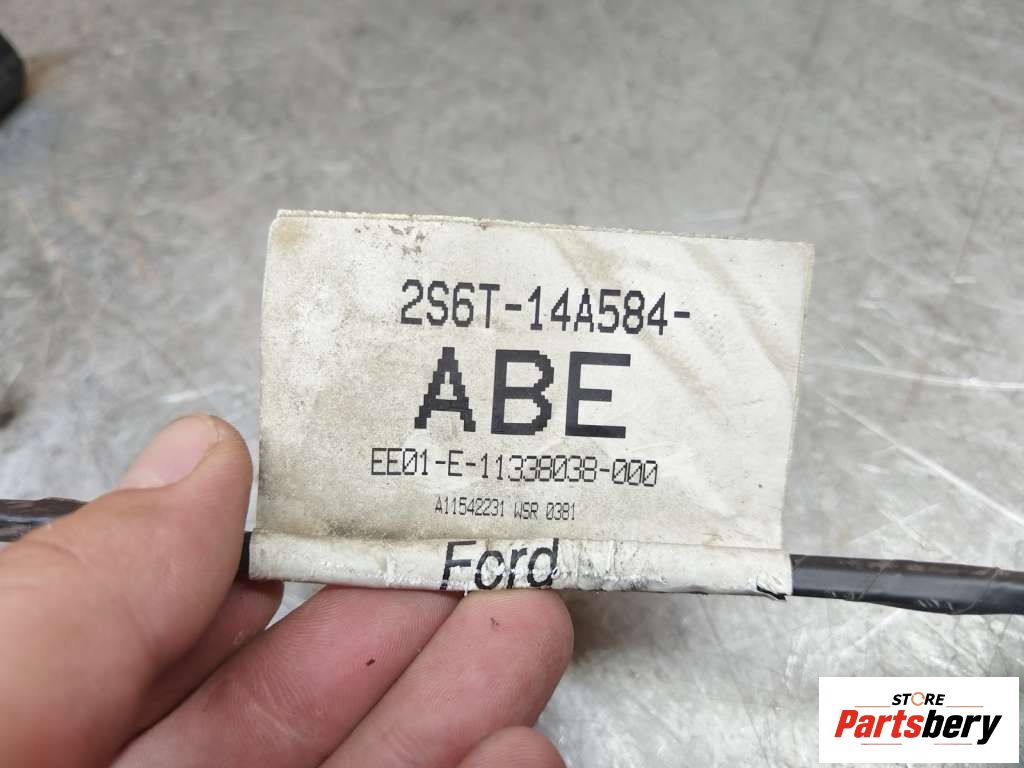 2S6T-14A584-
ABE
EE01-E-11338038-000
A11542231 WSR 0381
Ford
STORE
Partsbery